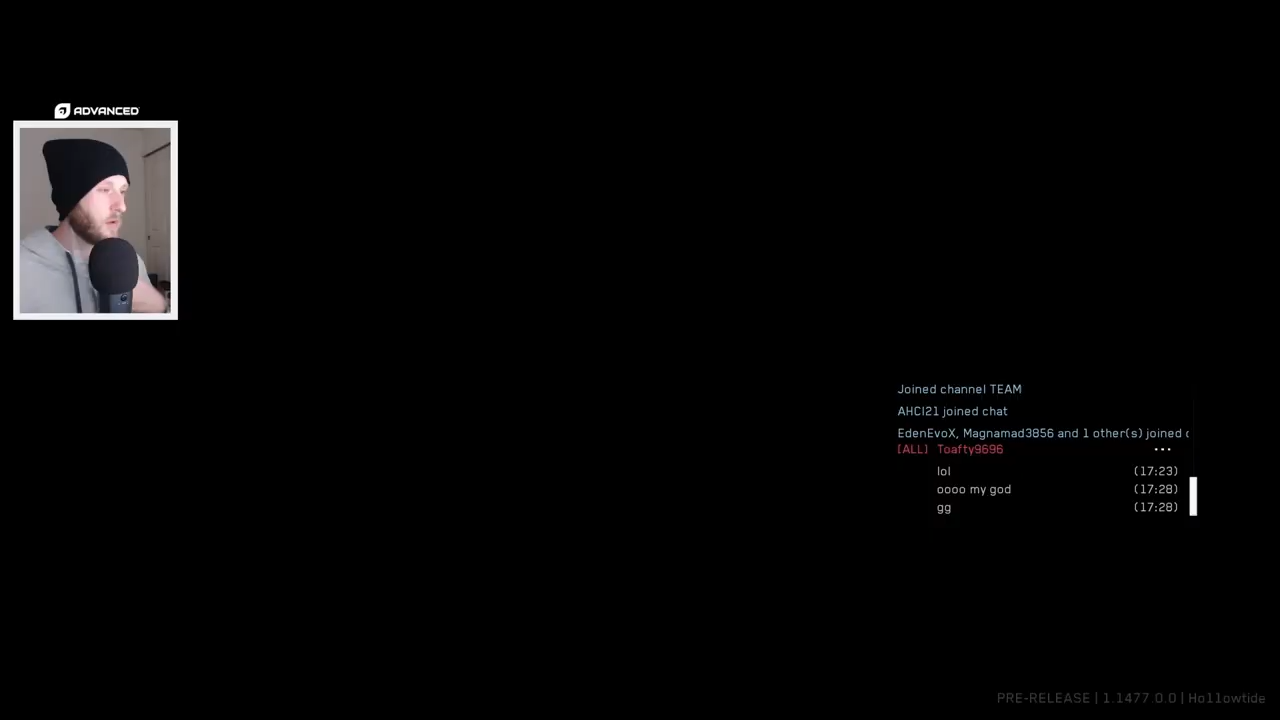 ADVANCED
Joined channel TEAM
AHCI21 joined chat
EdenEvoX, Magnamad3856 and 1 other(s) joined c
[ALL] Toafty9696 ...
lol (17:23)
oooo my god (17:28)
gg (17:28)
PRE-RELEASE | 1.1477.0.0 | Ha11owtide